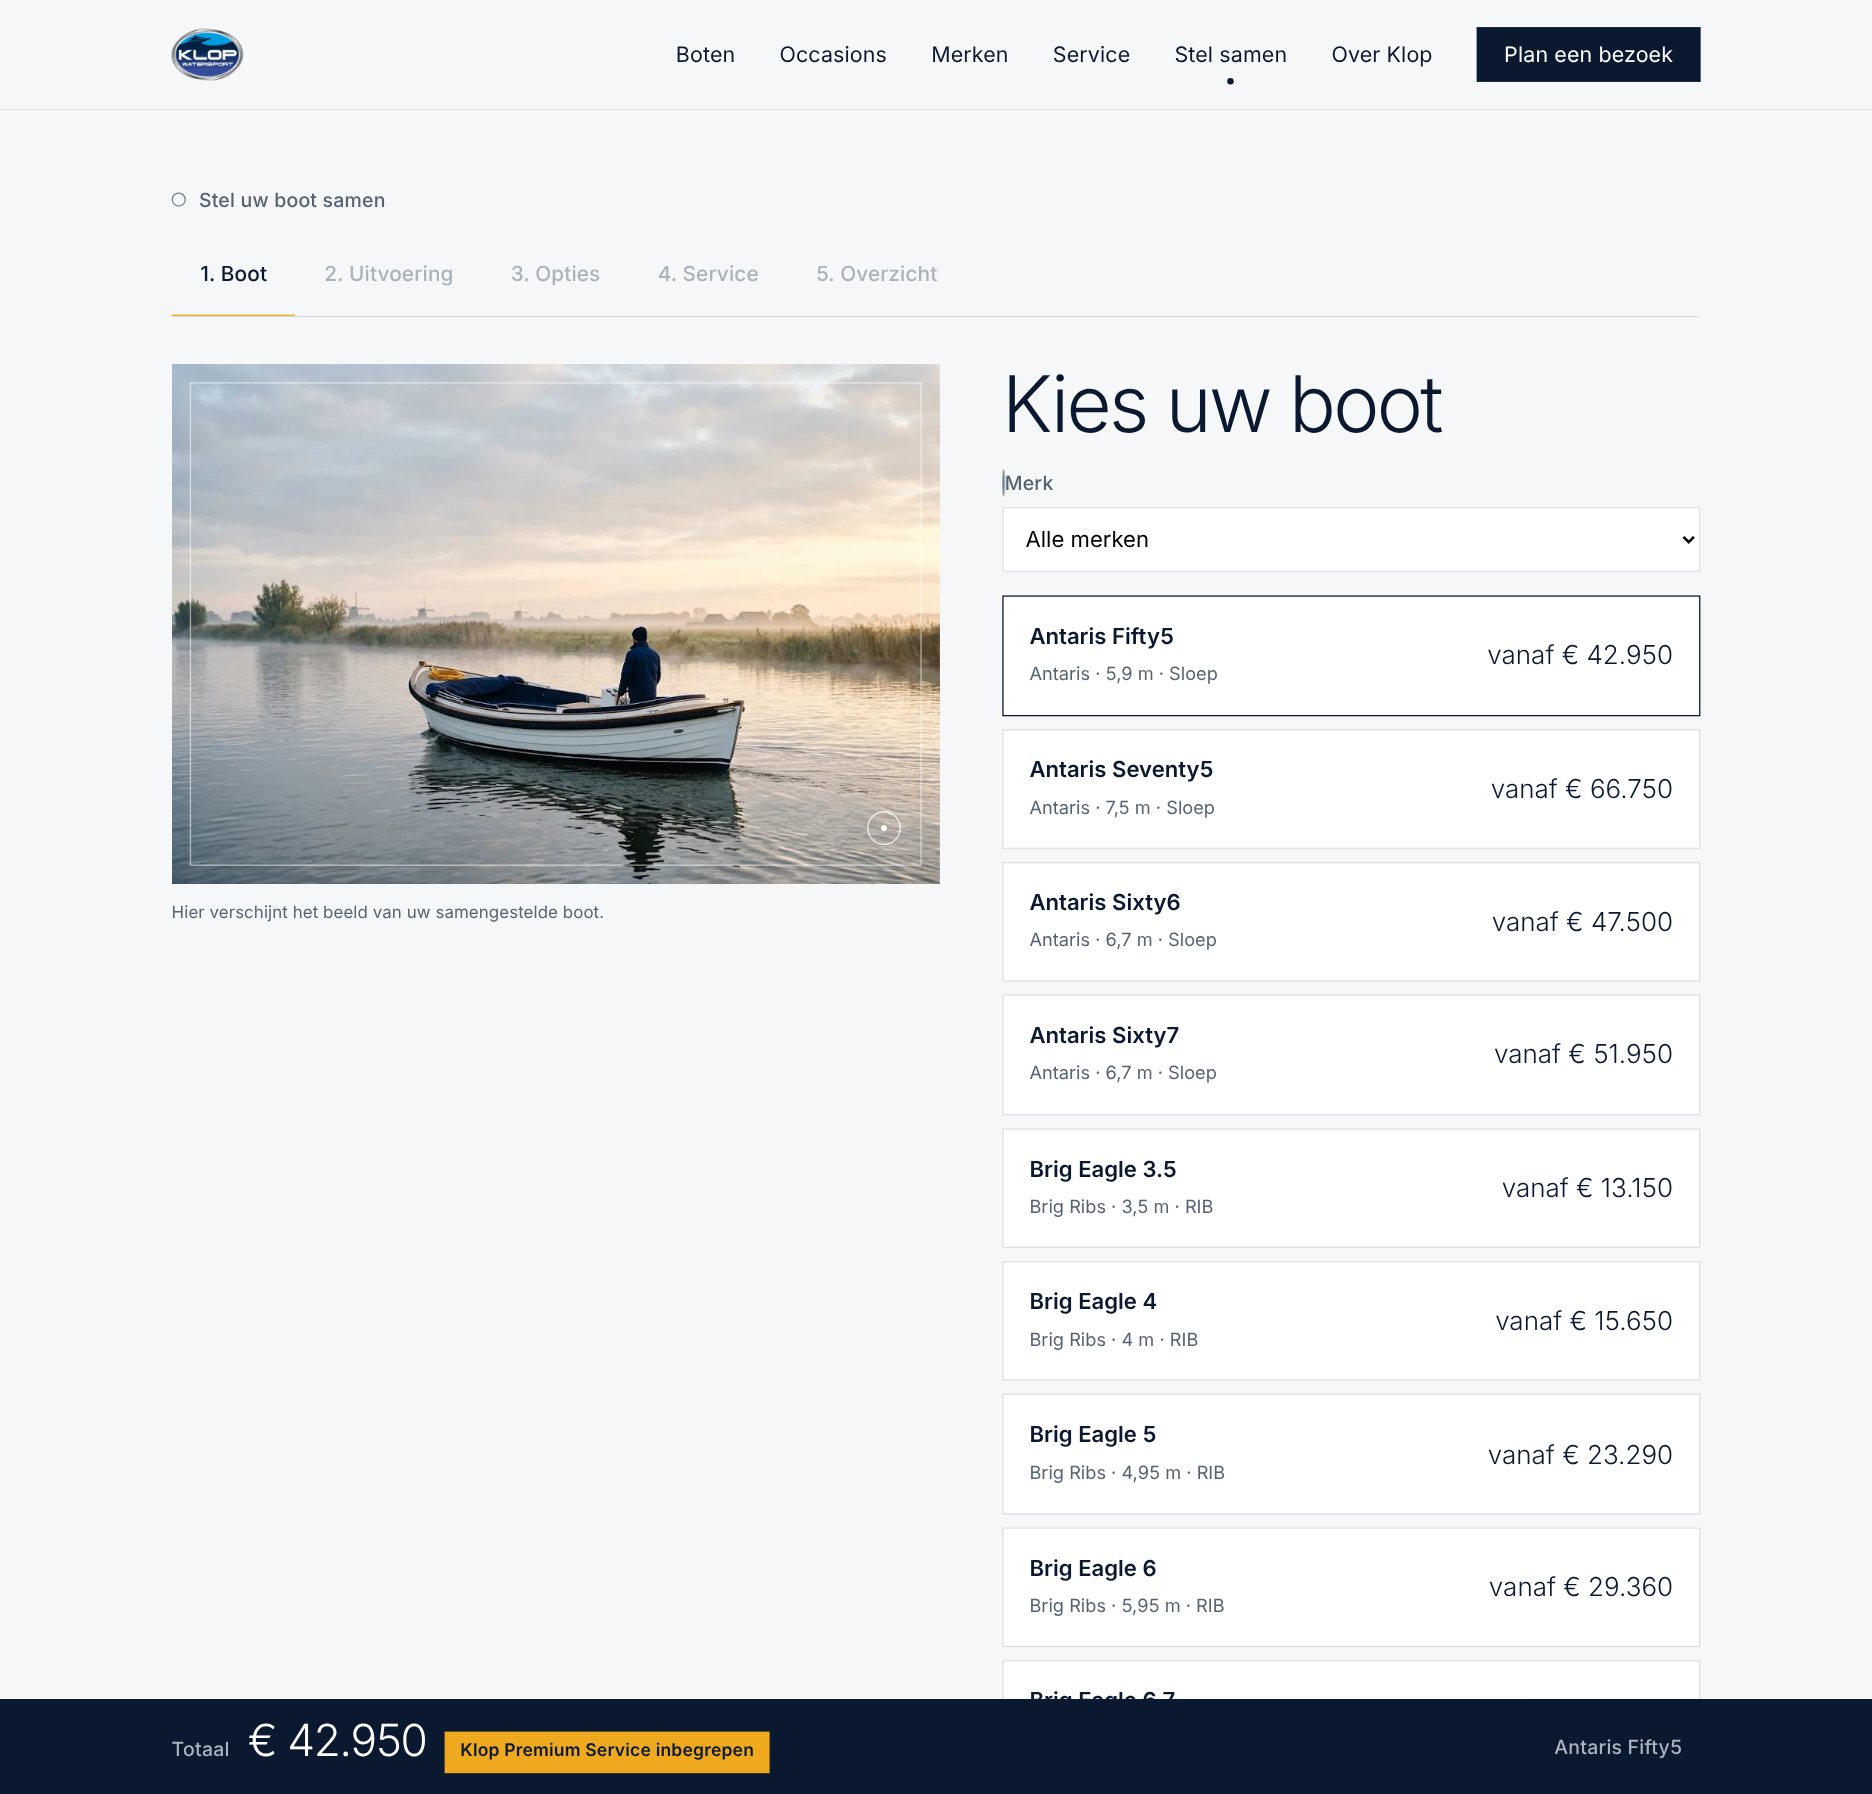 KLOP
WATERSPORT
Boten
Occasions
Merken
Service
Stel samen
Over Klop
Plan een bezoek
Stel uw boot samen
1. Boot
2. Uitvoering
3. Opties
4. Service
5. Overzicht
Hier verschijnt het beeld van uw samengestelde boot.
Kies uw boot
Merk
Alle merken
Antaris Fifty5
Antaris · 5,9 m · Sloep
vanaf € 42.950
Antaris Seventy5
Antaris · 7,5 m · Sloep
vanaf € 66.750
Antaris Sixty6
Antaris · 6,7 m · Sloep
vanaf € 47.500
Antaris Sixty7
Antaris · 6,7 m · Sloep
vanaf € 51.950
Brig Eagle 3.5
Brig Ribs · 3,5 m · RIB
vanaf € 13.150
Brig Eagle 4
Brig Ribs · 4 m · RIB
vanaf € 15.650
Brig Eagle 5
Brig Ribs · 4,95 m · RIB
vanaf € 23.290
Brig Eagle 6
Brig Ribs · 5,95 m · RIB
vanaf € 29.360
Brig Eagle 6.7
Totaal € 42.950
Klop Premium Service inbegrepen
Antaris Fifty5